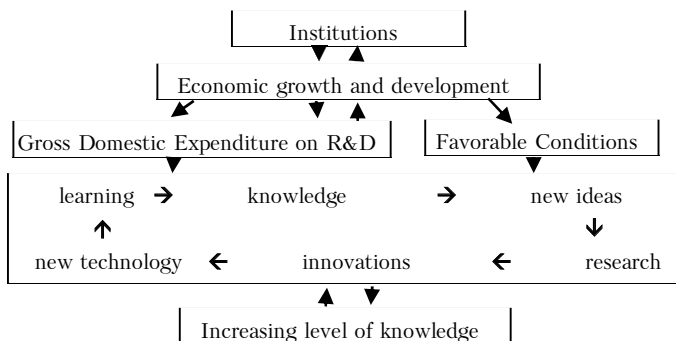 Institutions
Economic growth and development
Gross Domestic Expenditure on R&D
Favorable Conditions
learning → knowledge → new ideas
↑ ↓
new technology ← innovations ← research
Increasing level of knowledge